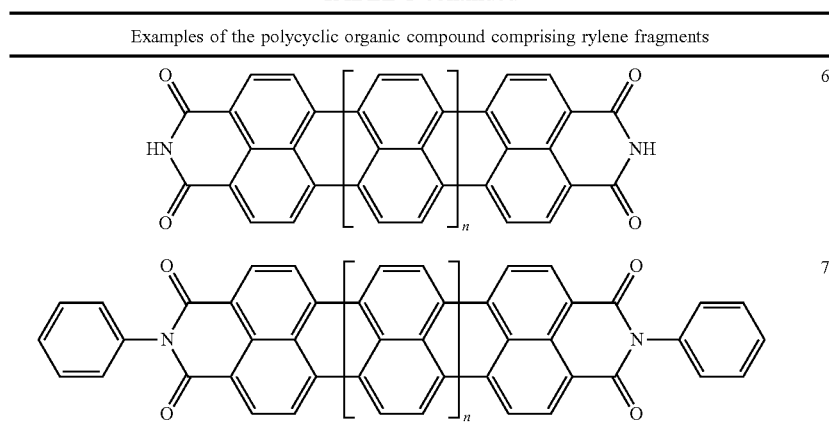 Examples of the polycyclic organic compound comprising rylene fragments
6
O O
HN NH
O O
n
7
O O
N N
O O
n